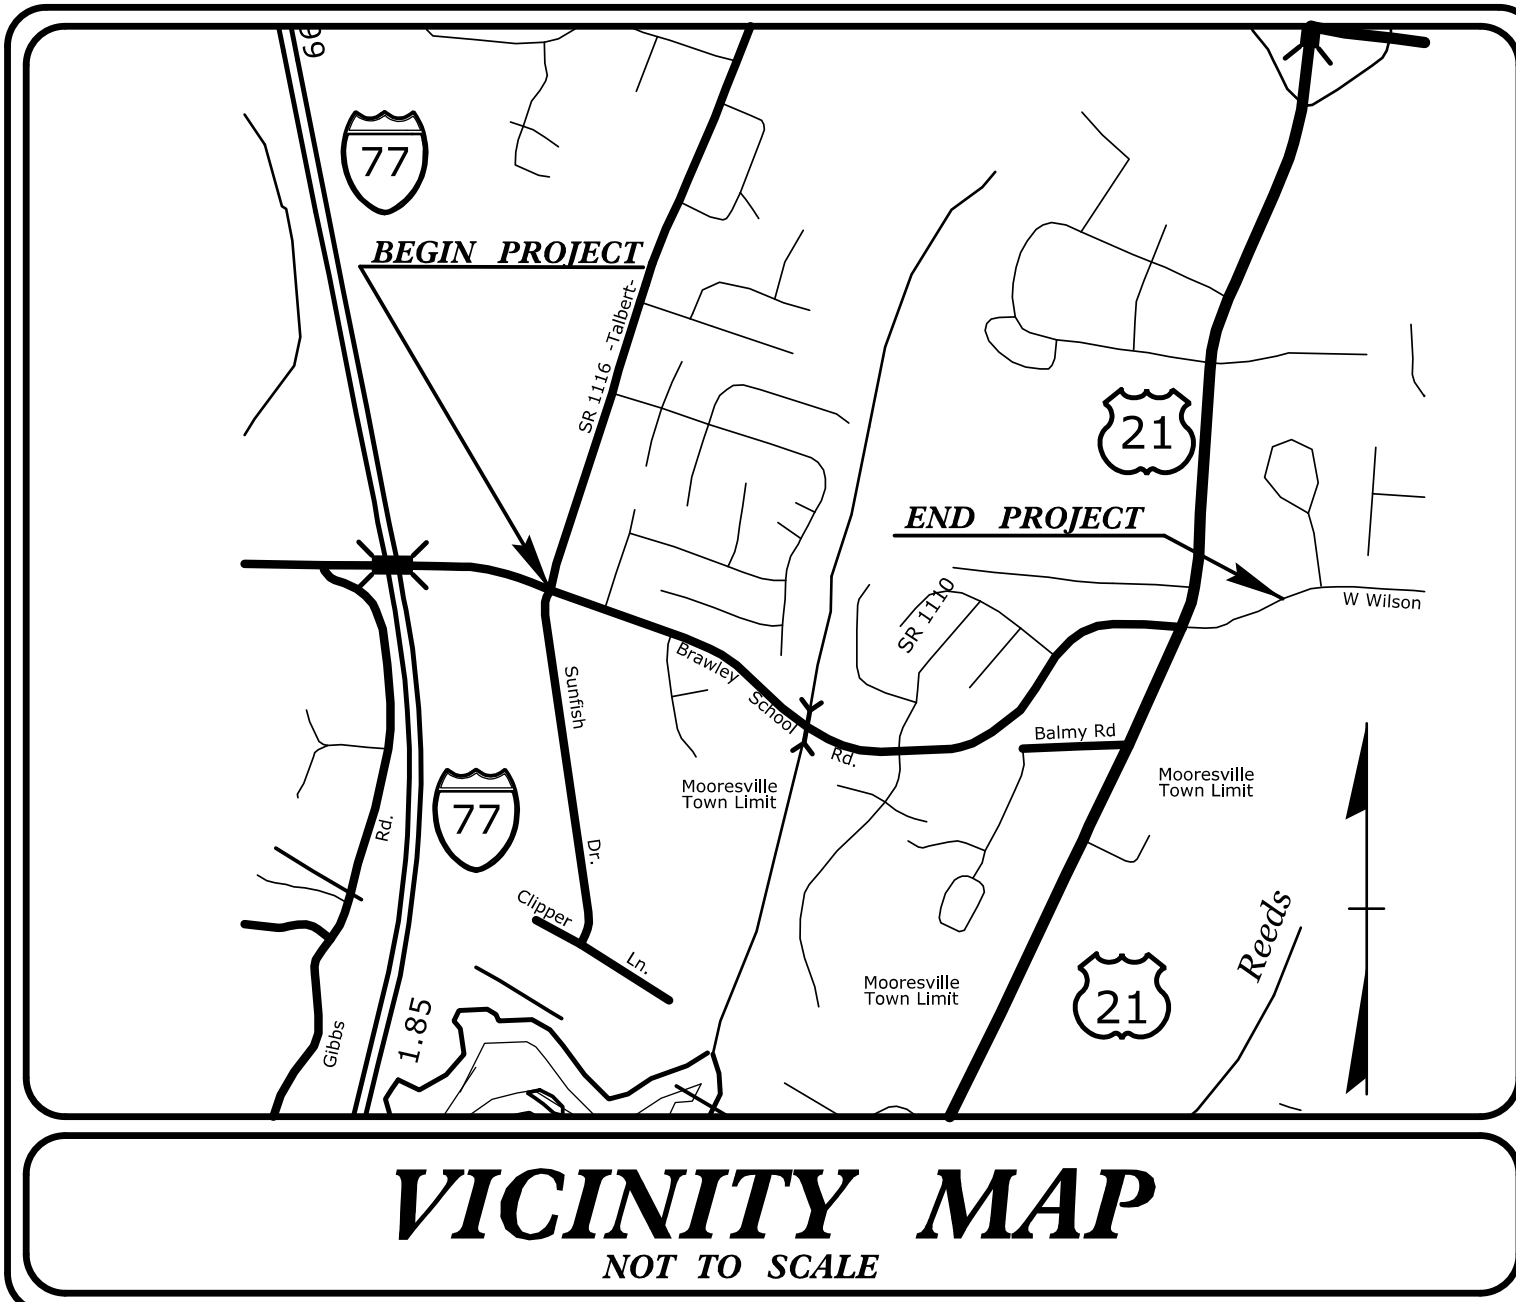 66
77
BEGIN PROJECT
SR 1116 -Talbert-
21
END PROJECT
SR 1110
W Wilson
Brawley School Rd.
Sunfish Dr.
Balmy Rd
Mooresville
Town Limit
Mooresville
Town Limit
77
Gibbs Rd.
Clipper Ln.
Reeds
Mooresville
Town Limit
21
1.85
VICINITY MAP
NOT TO SCALE